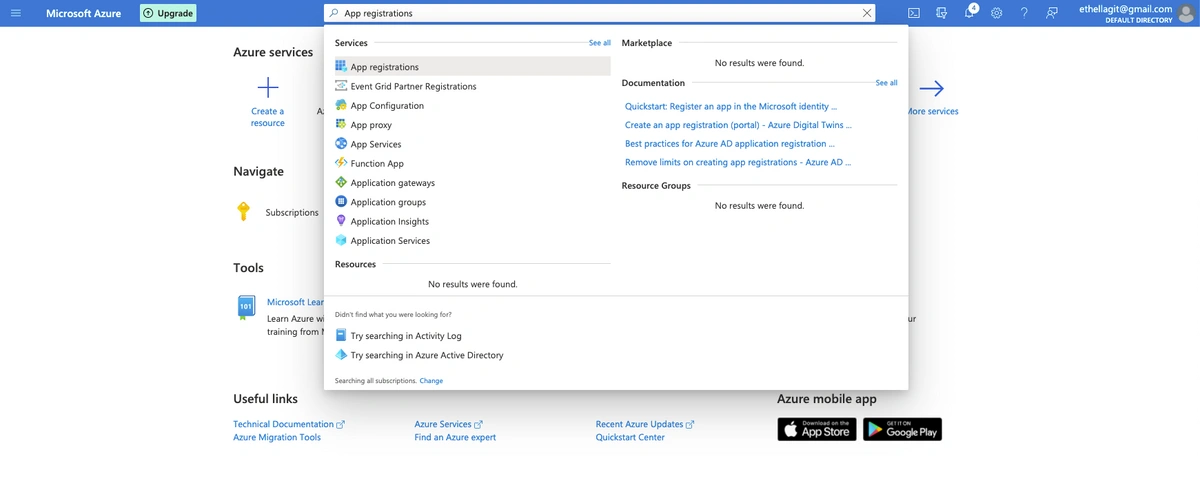 Microsoft Azure
Upgrade
App registrations
4
ethellagit@gmail.com
DEFAULT DIRECTORY
Azure services
Create a
resource
More services
Navigate
Subscriptions
Tools
101
Microsoft Lear
Learn Azure wi
training from
Services
See all
App registrations
Event Grid Partner Registrations
App Configuration
App proxy
App Services
Function App
Application gateways
Application groups
Application Insights
Application Services
Resources
No results were found.
Marketplace
No results were found.
Documentation
See all
Quickstart: Register an app in the Microsoft identity ...
Create an app registration (portal) - Azure Digital Twins ...
Best practices for Azure AD application registration ...
Remove limits on creating app registrations - Azure AD ...
Resource Groups
No results were found.
Didn't find what you were looking for?
Try searching in Activity Log
Try searching in Azure Active Directory
Searching all subscriptions. Change
Useful links
Technical Documentation
Azure Migration Tools
Azure Services
Find an Azure expert
Recent Azure Updates
Quickstart Center
Azure mobile app
Download on the
App Store
GET IT ON
Google Play